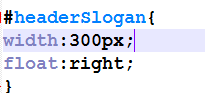 #headerSlogan{
width:300px;
float:right;
}